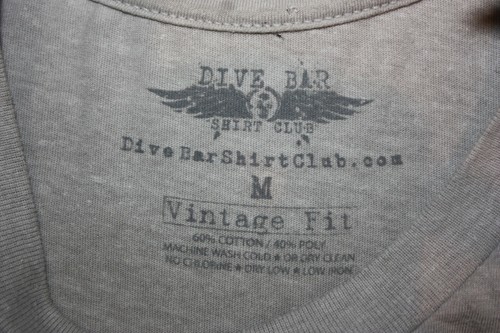 DIVE BAR
SHIRT CLUB
DiveBarShirtClub.com
M
Vintage Fit
60% COTTON / 40% POLY
MACHINE WASH COLD ★ OR DRY CLEAN
NO CHLORINE ★ DRY LOW ★ LOW IRON